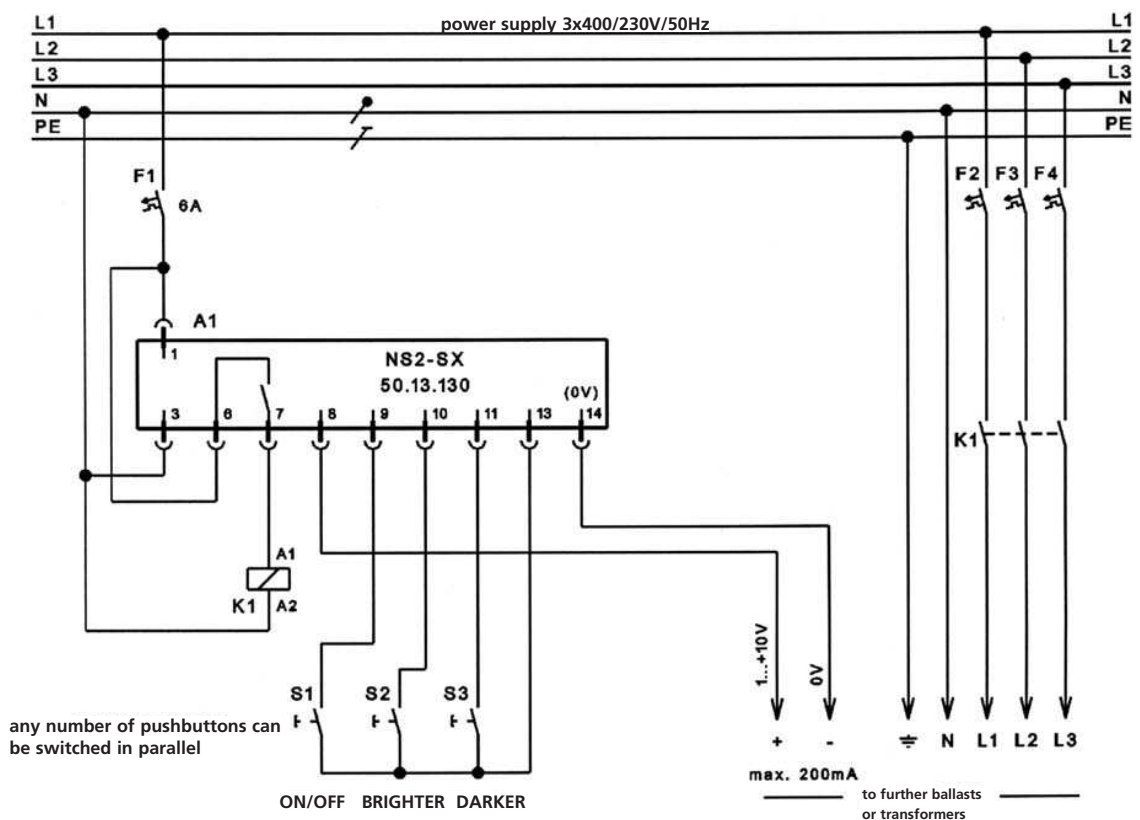 power supply 3x400/230V/50Hz
L1 L1
L2 L2
L3 L3
N N
PE PE
F1 F2 F3 F4
6A
A1
1
NS2-SX
50.13.130
(0V)
3 6 7 8 9 10 11 13 14
K1
A1
K1 A2
1...+10V
0V
S1 S2 S3
any number of pushbuttons can
be switched in parallel
+ - N L1 L2 L3
max. 200mA
ON/OFF BRIGHTER DARKER
to further ballasts
or transformers